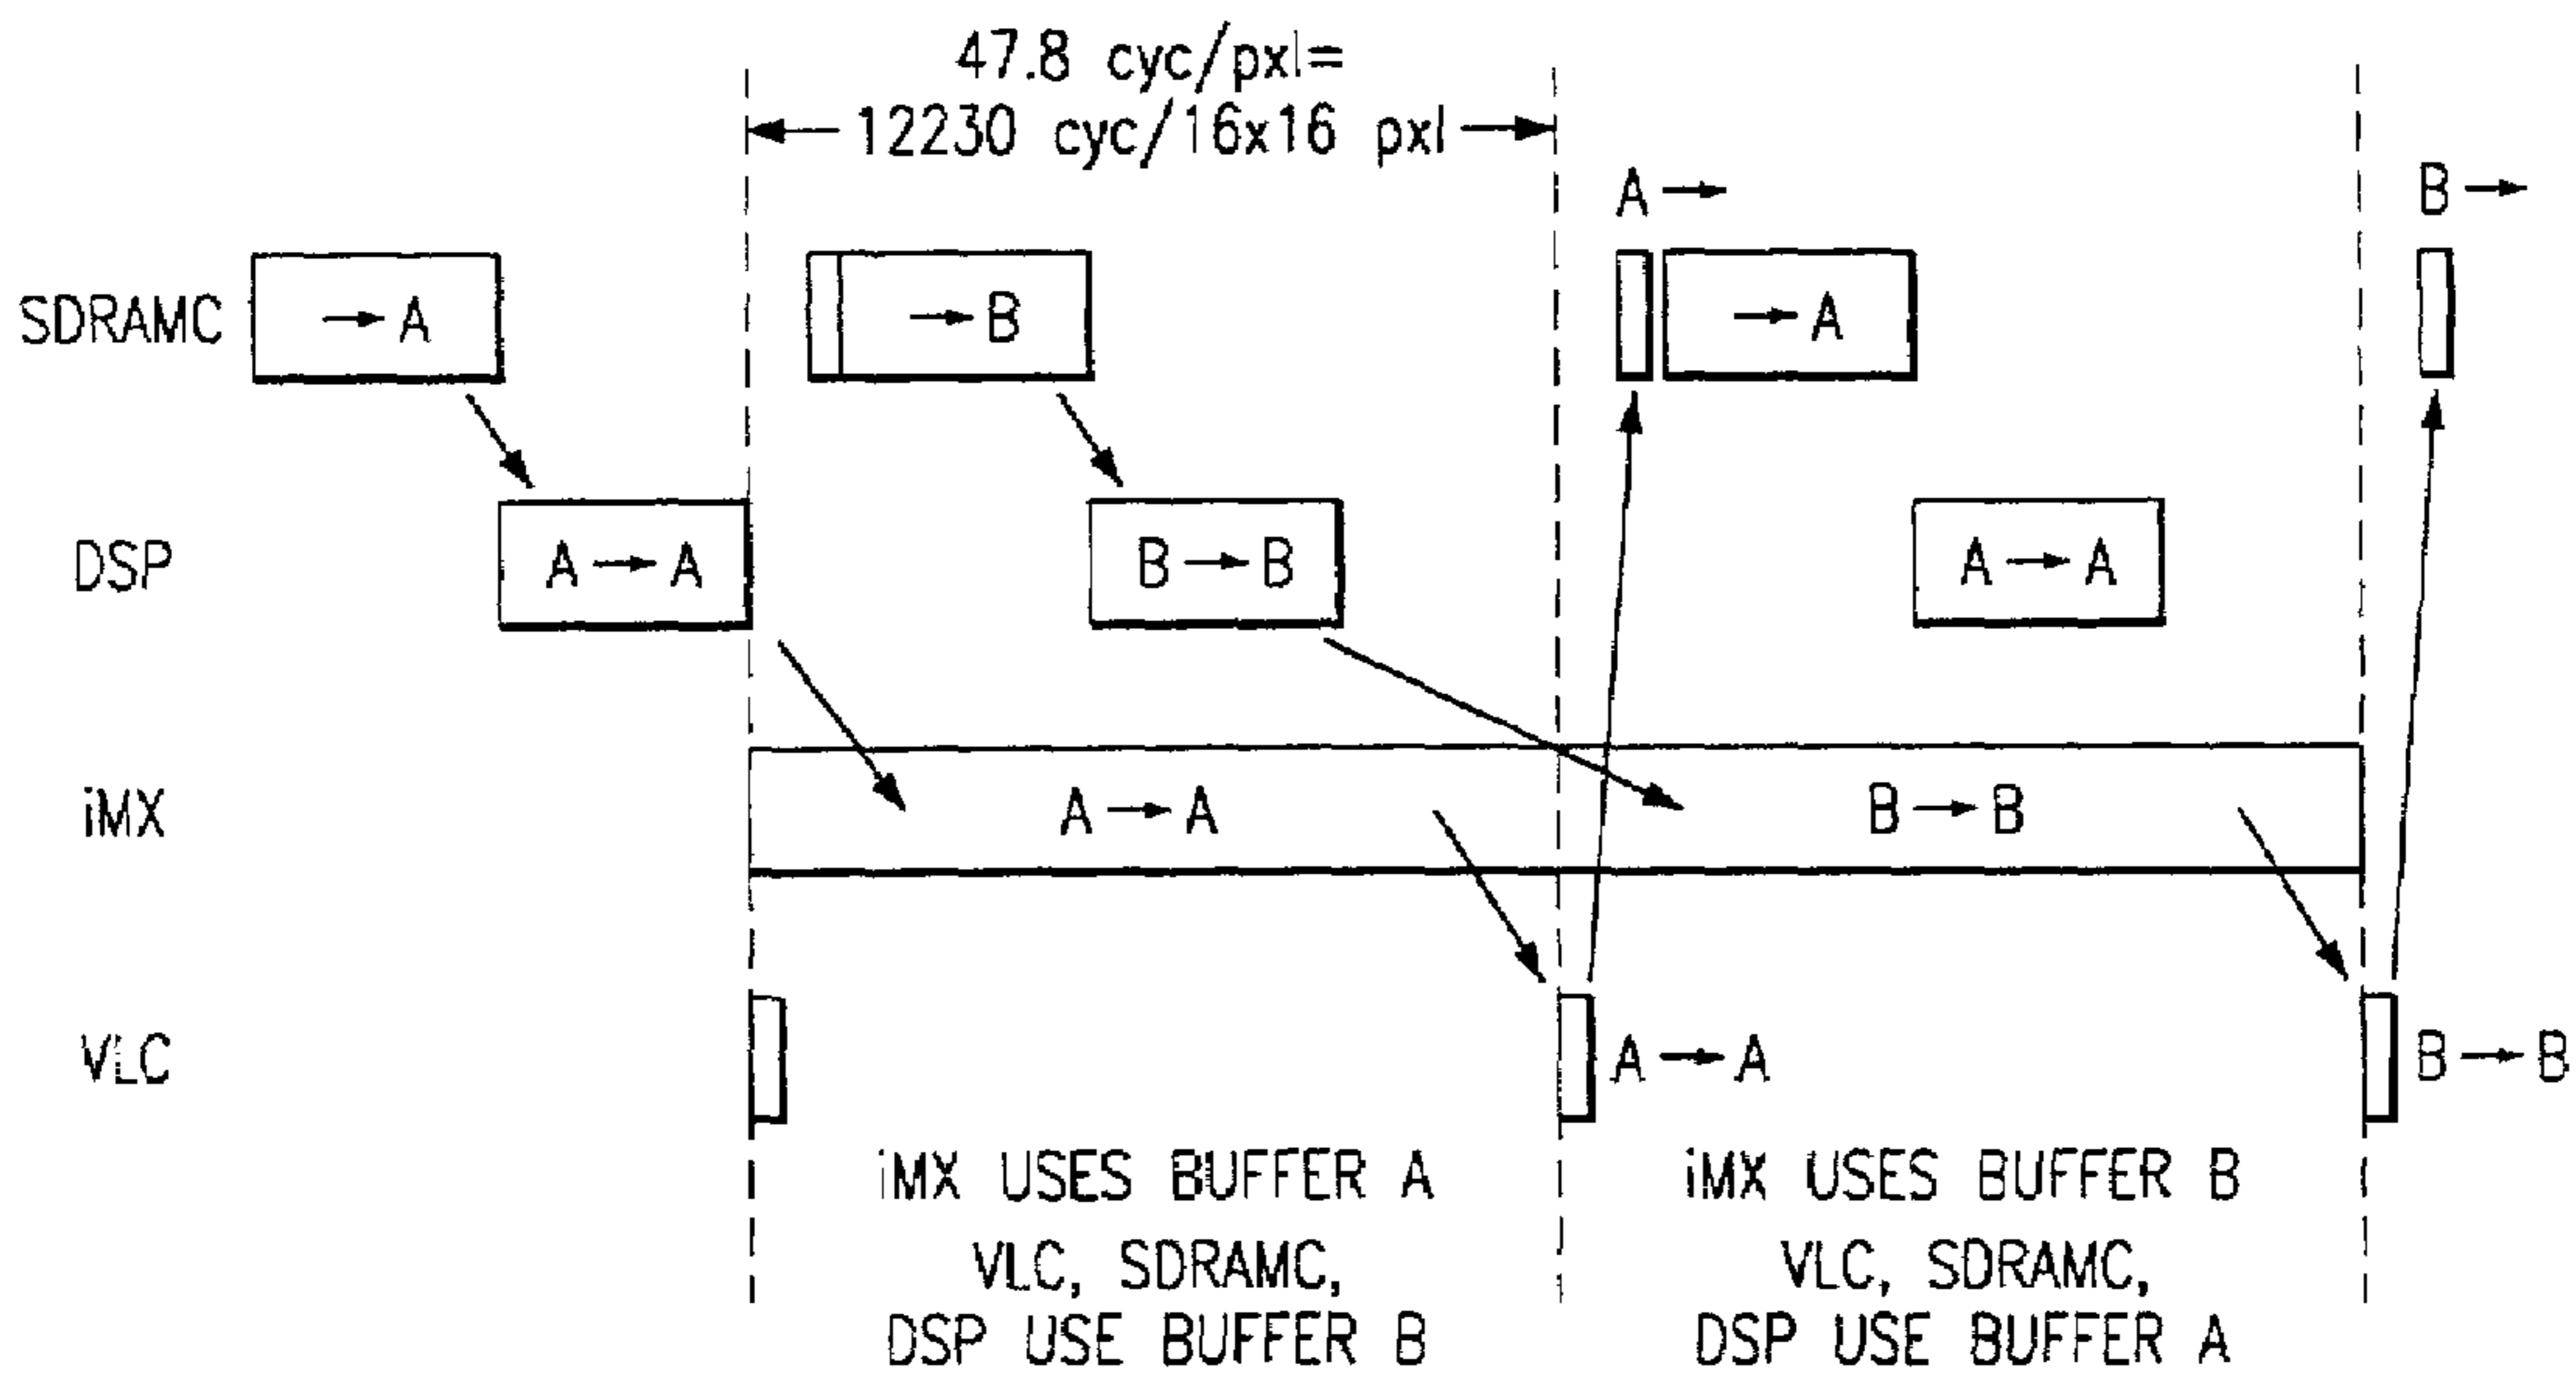 47.8 cyc/pxl=
12230 cyc/16x16 pxl
A →
B →
SDRAMC
→ A
→ B
→ A
DSP
A → A
B → B
A → A
iMX
A → A
B → B
VLC
A → A
B → B
iMX USES BUFFER A
VLC, SDRAMC,
DSP USE BUFFER B
iMX USES BUFFER B
VLC, SDRAMC,
DSP USE BUFFER A